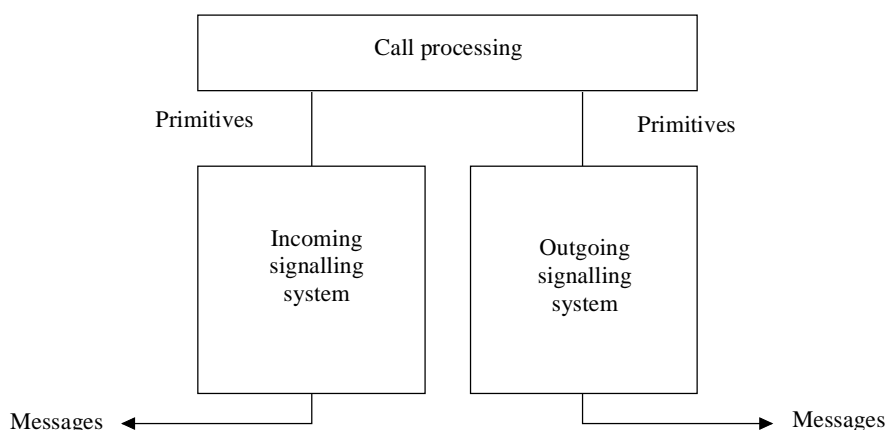 Call processing
Primitives
Primitives
Incoming
signalling
system
Outgoing
signalling
system
Messages
Messages